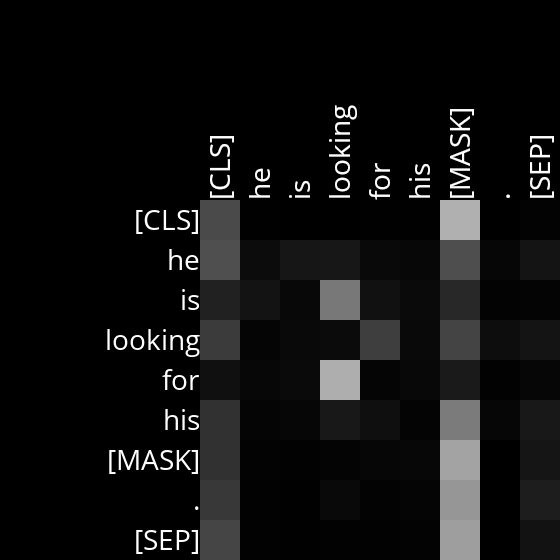 [CLS] he is looking for his [MASK] . [SEP]
[CLS]
he
is
looking
for
his
[MASK]
.
[SEP]